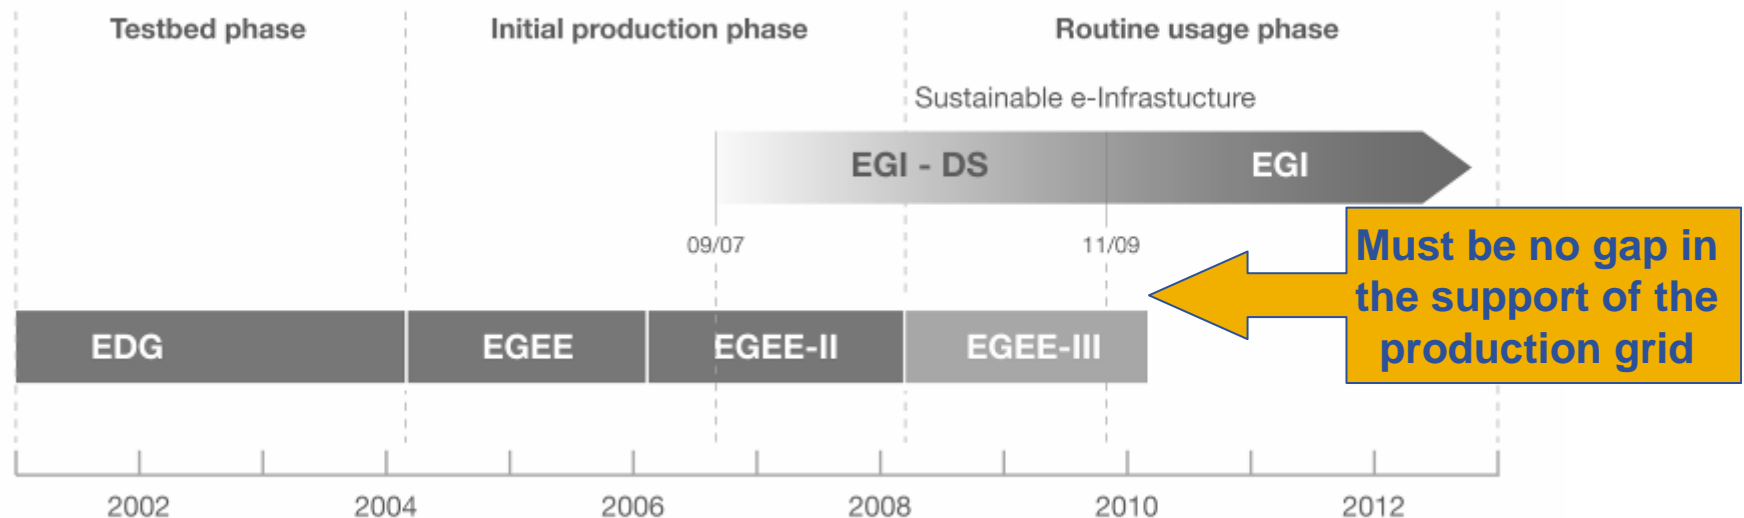 Testbed phase
Initial production phase
Routine usage phase
Sustainable e-Infrastucture
EGI - DS
EGI
09/07
11/09
Must be no gap in
the support of the
production grid
EDG
EGEE
EGEE-II
EGEE-III
2002
2004
2006
2008
2010
2012